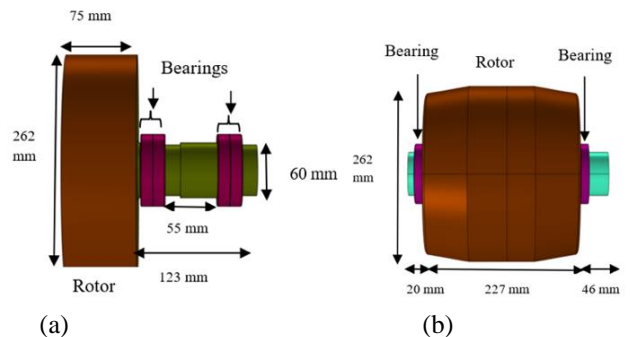 75 mm
Bearings
262
mm
60 mm
55 mm
123 mm
Rotor
(a)
Bearing
Rotor
Bearing
262
mm
20 mm
227 mm
46 mm
(b)